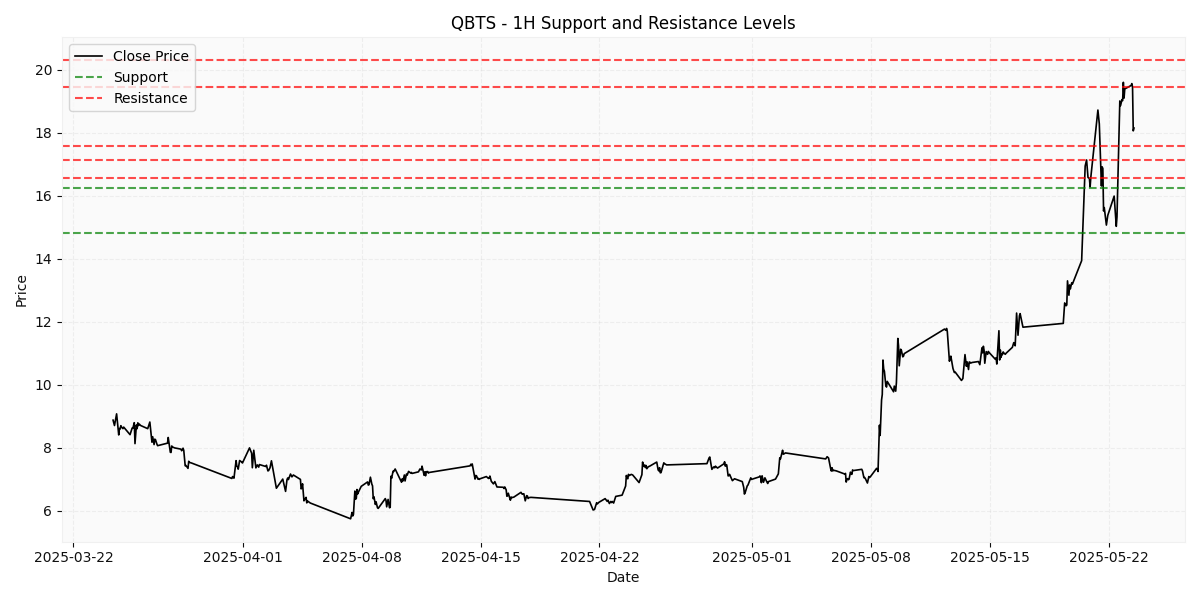 QBTS - 1H Support and Resistance Levels
Close Price
Support
Resistance
Price
20
18
16
14
12
10
8
6
2025-03-22
2025-04-01
2025-04-08
2025-04-15
2025-04-22
2025-05-01
2025-05-08
2025-05-15
2025-05-22
Date